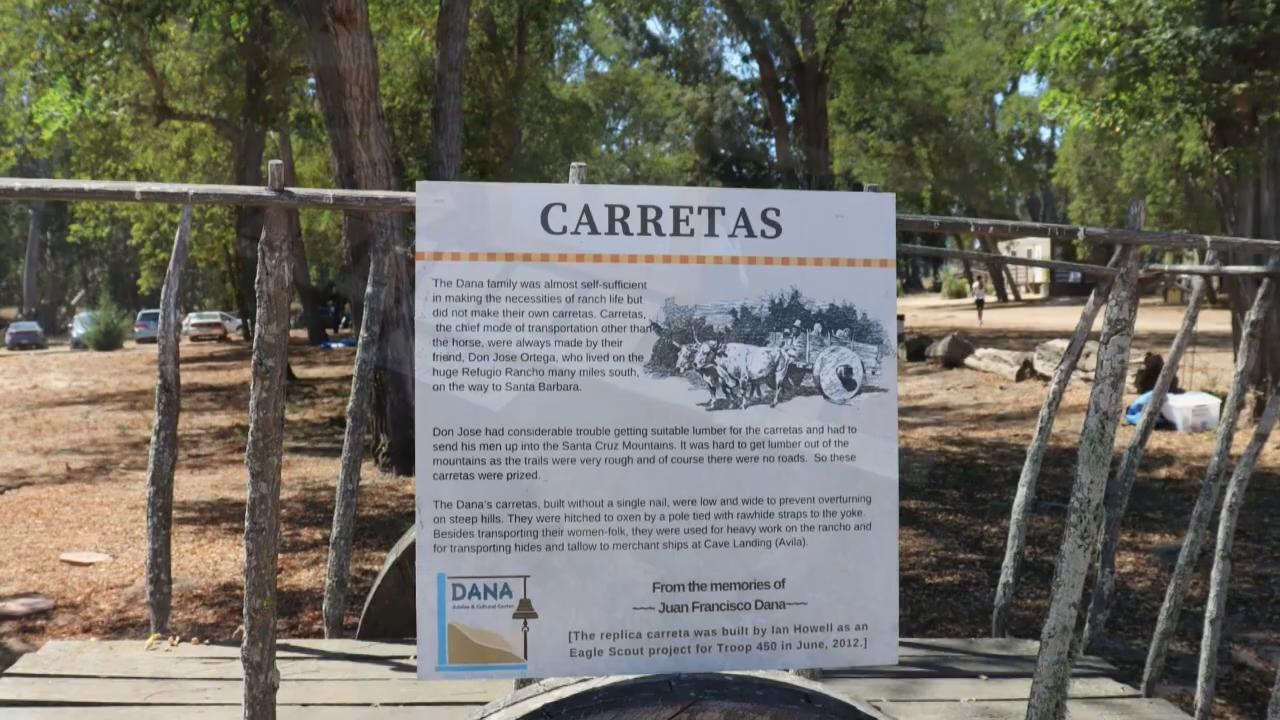 CARRETAS
The Dana family was almost self-sufficient
in making the necessities of ranch life but
did not make their own carretas. Carretas,
the chief mode of transportation other than
the horse, were always made by their
friend, Don Jose Ortega, who lived on the
huge Refugio Rancho many miles south,
on the way to Santa Barbara.
Don Jose had considerable trouble getting suitable lumber for the carretas and had to
send his men up into the Santa Cruz Mountains. It was hard to get lumber out of the
mountains as the trails were very rough and of course there were no roads. So these
carretas were prized.
The Dana's carretas, built without a single nail, were low and wide to prevent overturning
on steep hills. They were hitched to oxen by a pole tied with rawhide straps to the yoke.
Besides transporting their women-folk, they were used for heavy work on the rancho and
for transporting hides and tallow to merchant ships at Cave Landing (Avila).
DANA
Adobe & Cultural Center
From the memories of
~~ Juan Francisco Dana~~
[The replica carreta was built by Ian Howell as an
Eagle Scout project for Troop 450 in June, 2012.]